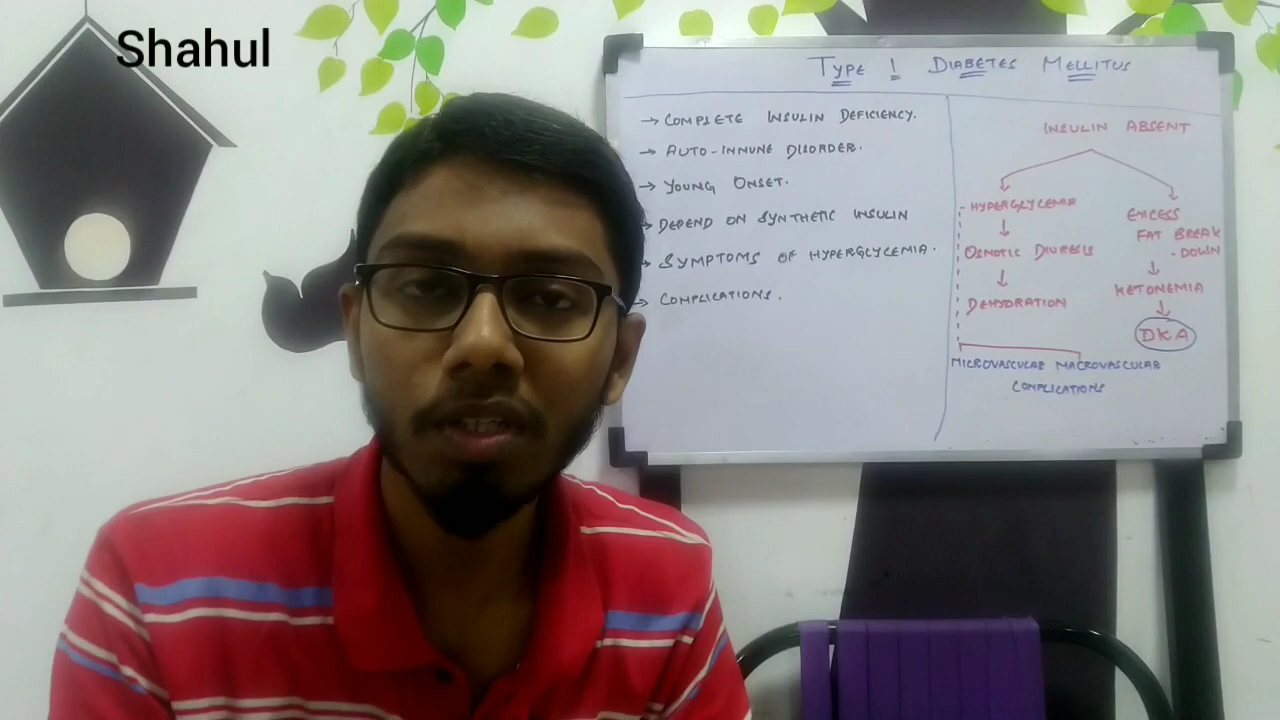 Shahul
TYPE 1 DIABETES MELLITUS
→ COMPLETE INSULIN DEFICIENCY.
→ AUTO-IMMUNE DISORDER.
→ YOUNG ONSET.
→ DEPEND ON SYNTHETIC INSULIN
→ SYMPTOMS OF HYPERGLYCEMIA.
→ COMPLICATIONS.
INSULIN ABSENT
HYPERGLYCEMIA
OSMOTIC DIURESIS
DEHYDRATION
EXCESS
FAT BREAK
-DOWN
KETONEMIA
DKA
MICROVASCULAR MACROVASCULAR
COMPLICATIONS